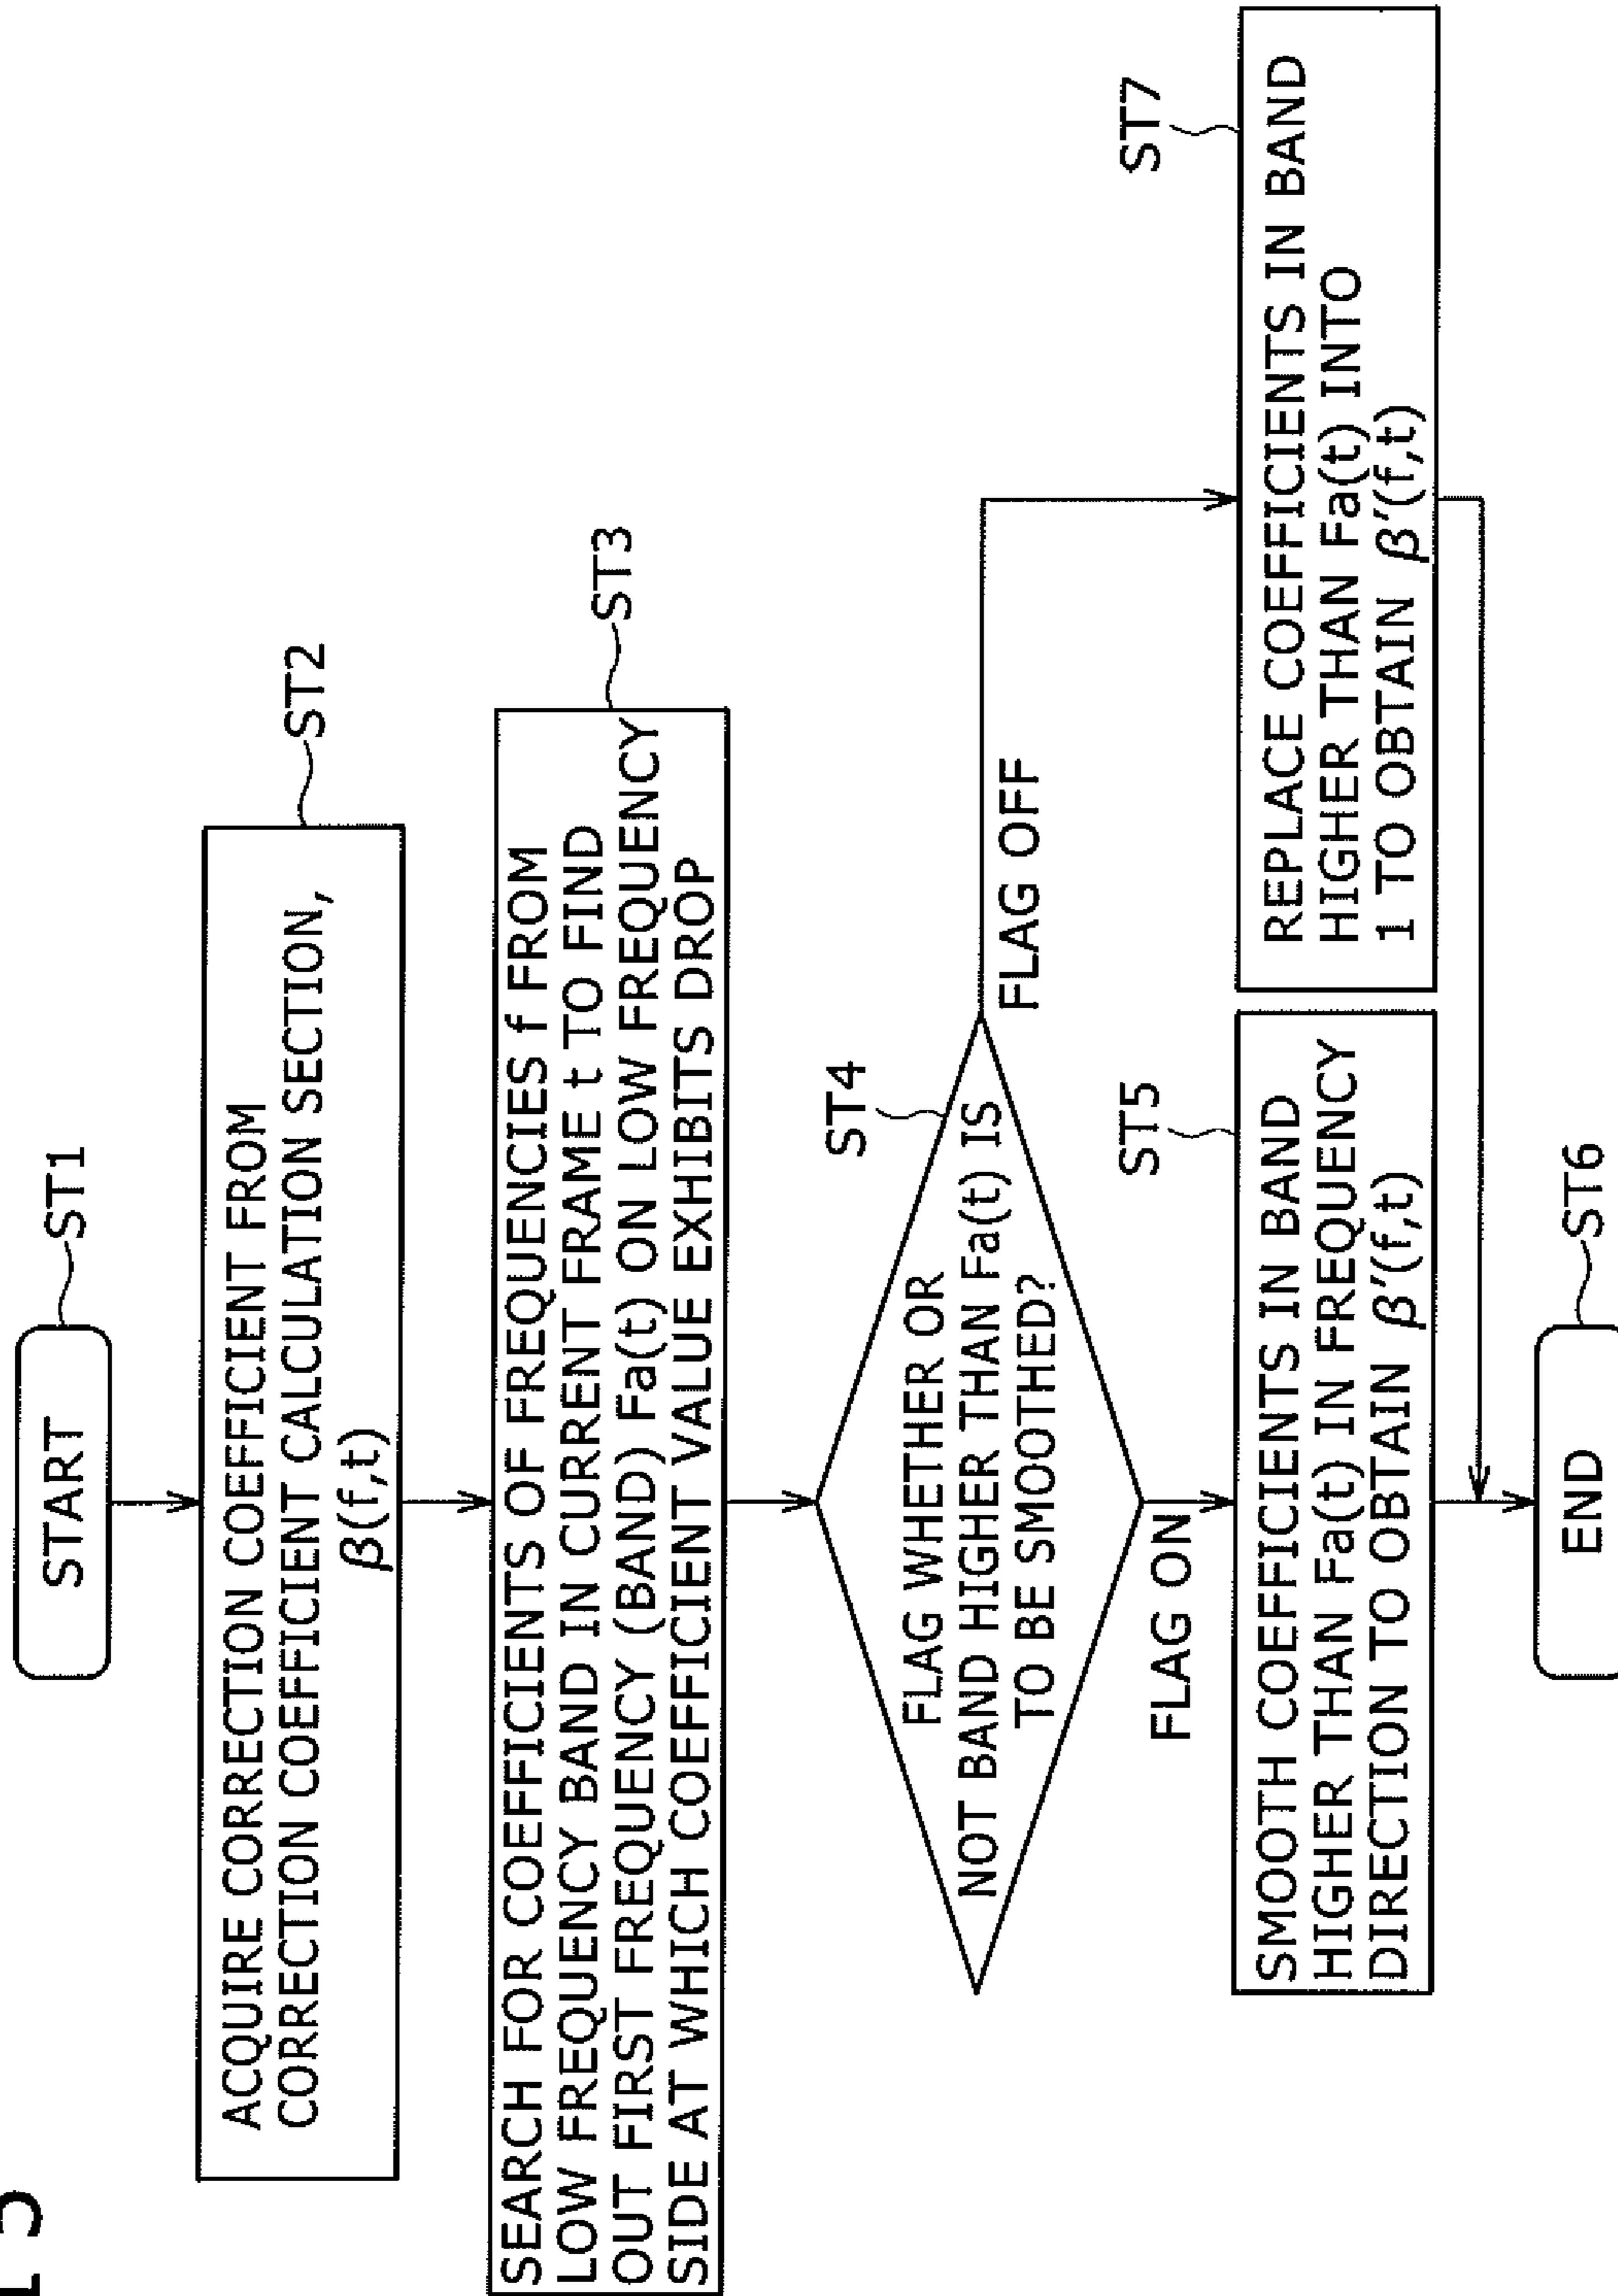 START
ST1
ACQUIRE CORRECTION COEFFICIENT FROM
CORRECTION COEFFICIENT CALCULATION SECTION,
β(f,t)
ST2
SEARCH FOR COEFFICIENTS OF FREQUENCIES f FROM
LOW FREQUENCY BAND IN CURRENT FRAME t TO FIND
OUT FIRST FREQUENCY (BAND) Fa(t) ON LOW FREQUENCY
SIDE AT WHICH COEFFICIENT VALUE EXHIBITS DROP
ST3
FLAG WHETHER OR
NOT BAND HIGHER THAN Fa(t) IS
TO BE SMOOTHED?
ST4
FLAG ON
FLAG OFF
SMOOTH COEFFICIENTS IN BAND
HIGHER THAN Fa(t) IN FREQUENCY
DIRECTION TO OBTAIN β'(f,t)
ST5
REPLACE COEFFICIENTS IN BAND
HIGHER THAN Fa(t) INTO
1 TO OBTAIN β'(f,t)
ST7
END
ST6